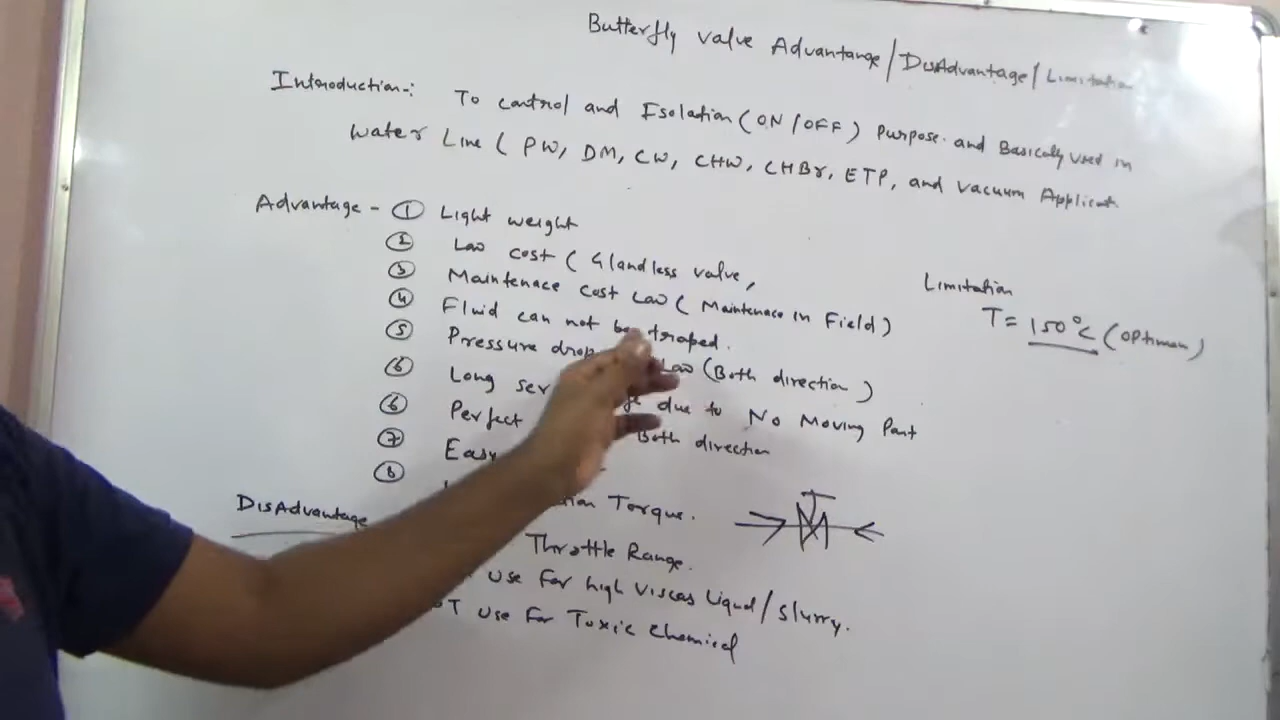 Butterfly valve Advantange/DisAdvantage/Limitation
Introduction-: To control and Isolation (ON/OFF) Purpose. and Basically used in
water Line ( PW, DM, CW, CHW, CHBr, ETP, and vacuum Applicat.
Advantage - ① Light weight
② Low cost ( Glandless valve,
③ Maintenace cost Low ( Maintenace in Field )
④ Fluid can not be traped.
⑤ Pressure drop Low (Both direction )
⑥ Long ser due to No Moving Part
⑥ Perfect Both direction
⑦ Easy
⑧ Torque.
DisAdvantage
Throttle Range.
use for high viscas liqud/slurry.
use for Toxic chemical
Limitation
T= 150°C (optimum)